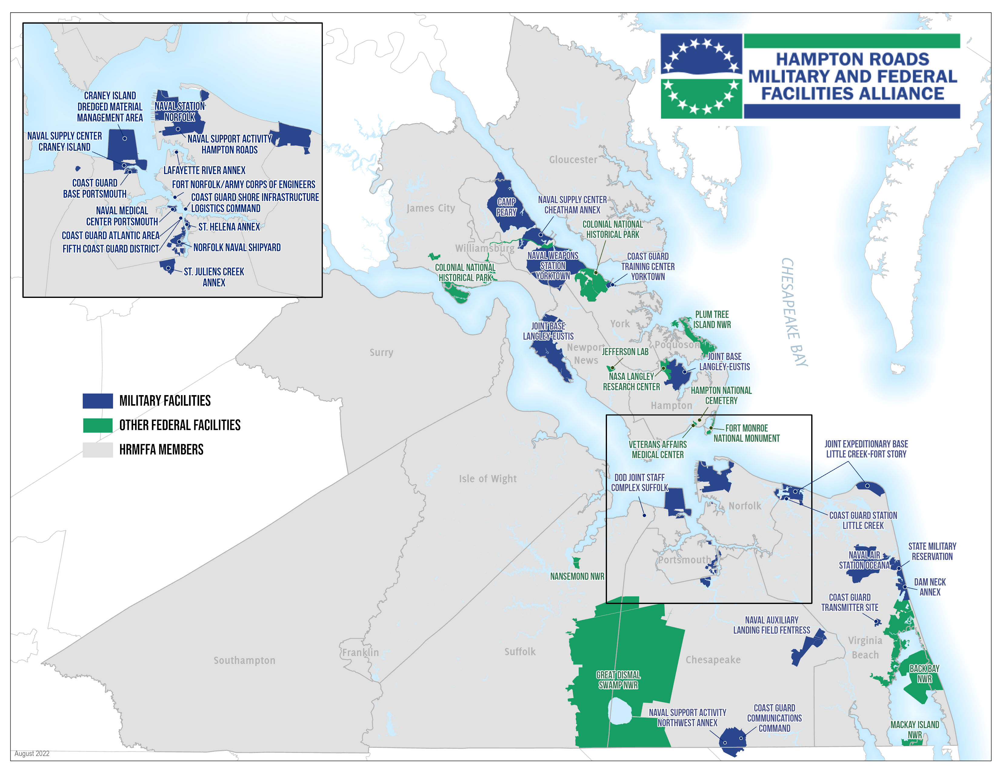 HAMPTON ROADS
MILITARY AND FEDERAL
FACILITIES ALLIANCE
CRANEY ISLAND
DREDGED MATERIAL
MANAGEMENT AREA
NAVAL STATION
NORFOLK
NAVAL SUPPLY CENTER
CRANEY ISLAND
NAVAL SUPPORT ACTIVITY
HAMPTON ROADS
LAFAYETTE RIVER ANNEX
COAST GUARD
BASE PORTSMOUTH
FORT NORFOLK/ARMY CORPS OF ENGINEERS
COAST GUARD SHORE INFRASTRUCTURE
LOGISTICS COMMAND
NAVAL MEDICAL
CENTER PORTSMOUTH
ST. HELENA ANNEX
COAST GUARD ATLANTIC AREA
FIFTH COAST GUARD DISTRICT
NORFOLK NAVAL SHIPYARD
ST. JULIENS CREEK
ANNEX
Gloucester
James City
CAMP
PEARY
NAVAL SUPPLY CENTER
CHEATHAM ANNEX
COLONIAL NATIONAL
HISTORICAL PARK
Williamsburg
NAVAL WEAPONS
STATION
YORKTOWN
COAST GUARD
TRAINING CENTER
YORKTOWN
COLONIAL NATIONAL
HISTORICAL PARK
CHESAPEAKE BAY
PLUM TREE
ISLAND NWR
York
JOINT BASE
LANGLEY-EUSTIS
Newport
News
Poquoson
JEFFERSON LAB
JOINT BASE
LANGLEY-EUSTIS
Surry
NASA LANGLEY
RESEARCH CENTER
HAMPTON NATIONAL
CEMETERY
Hampton
FORT MONROE
NATIONAL MONUMENT
VETERANS AFFAIRS
MEDICAL CENTER
MILITARY FACILITIES
OTHER FEDERAL FACILITIES
HRMFFA MEMBERS
JOINT EXPEDITIONARY BASE
LITTLE CREEK-FORT STORY
Isle of Wight
DOD JOINT STAFF
COMPLEX SUFFOLK
Norfolk
COAST GUARD STATION
LITTLE CREEK
Portsmouth
NAVAL AIR
STATION OCEANA
STATE MILITARY
RESERVATION
NANSEMOND NWR
DAM NECK
ANNEX
COAST GUARD
TRANSMITTER SITE
NAVAL AUXILIARY
LANDING FIELD FENTRESS
Virginia
Beach
Southampton
Franklin
Suffolk
Chesapeake
GREAT DISMAL
SWAMP NWR
BACK BAY
NWR
NAVAL SUPPORT ACTIVITY
NORTHWEST ANNEX
COAST GUARD
COMMUNICATIONS
COMMAND
MACKAY ISLAND
NWR
August 2022